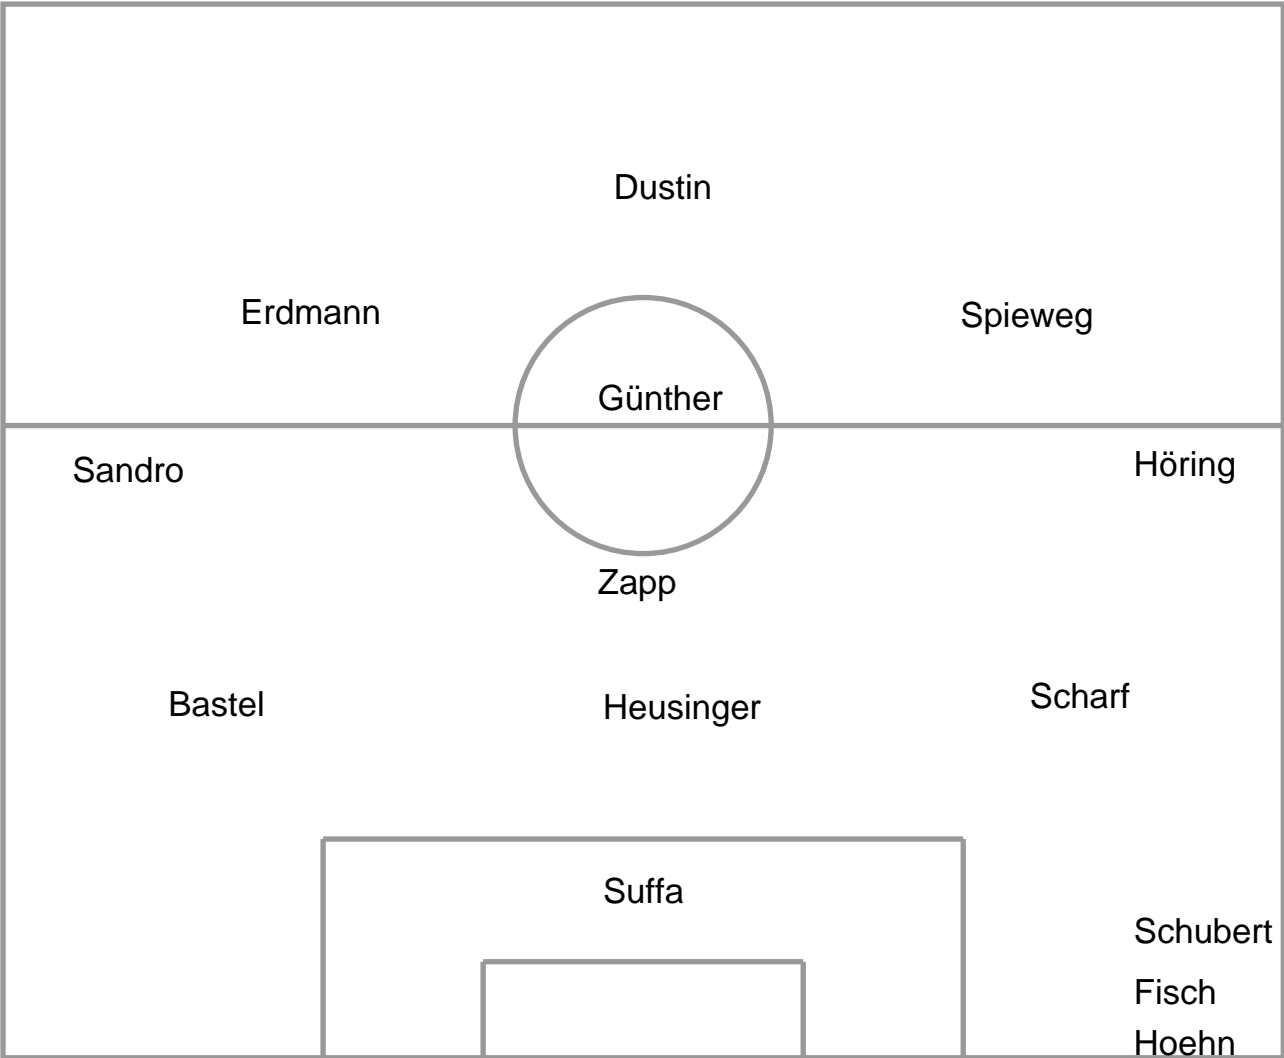 Dustin
Erdmann
Spieweg
Günther
Sandro
Höring
Zapp
Bastel
Heusinger
Scharf
Suffa
Schubert
Fisch
Hoehn